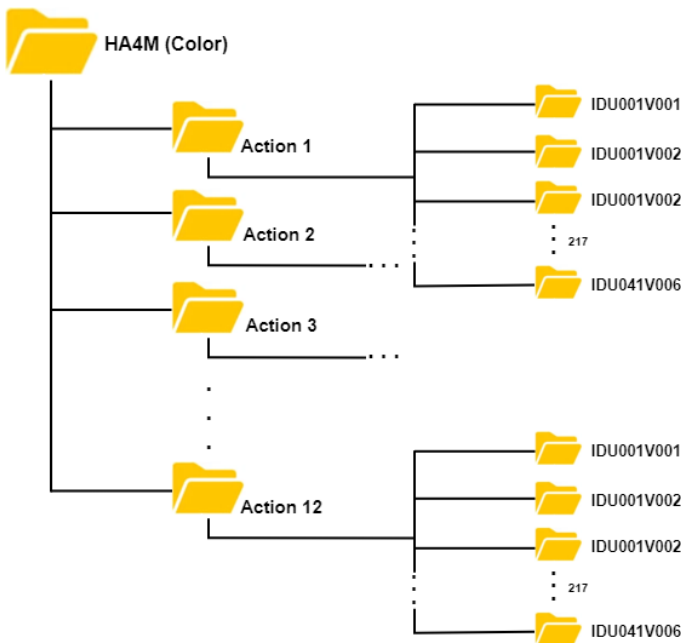 HA4M (Color)
Action 1
IDU001V001
IDU001V002
IDU001V002
217
IDU041V006
Action 2
Action 3
Action 12
IDU001V001
IDU001V002
IDU001V002
217
IDU041V006